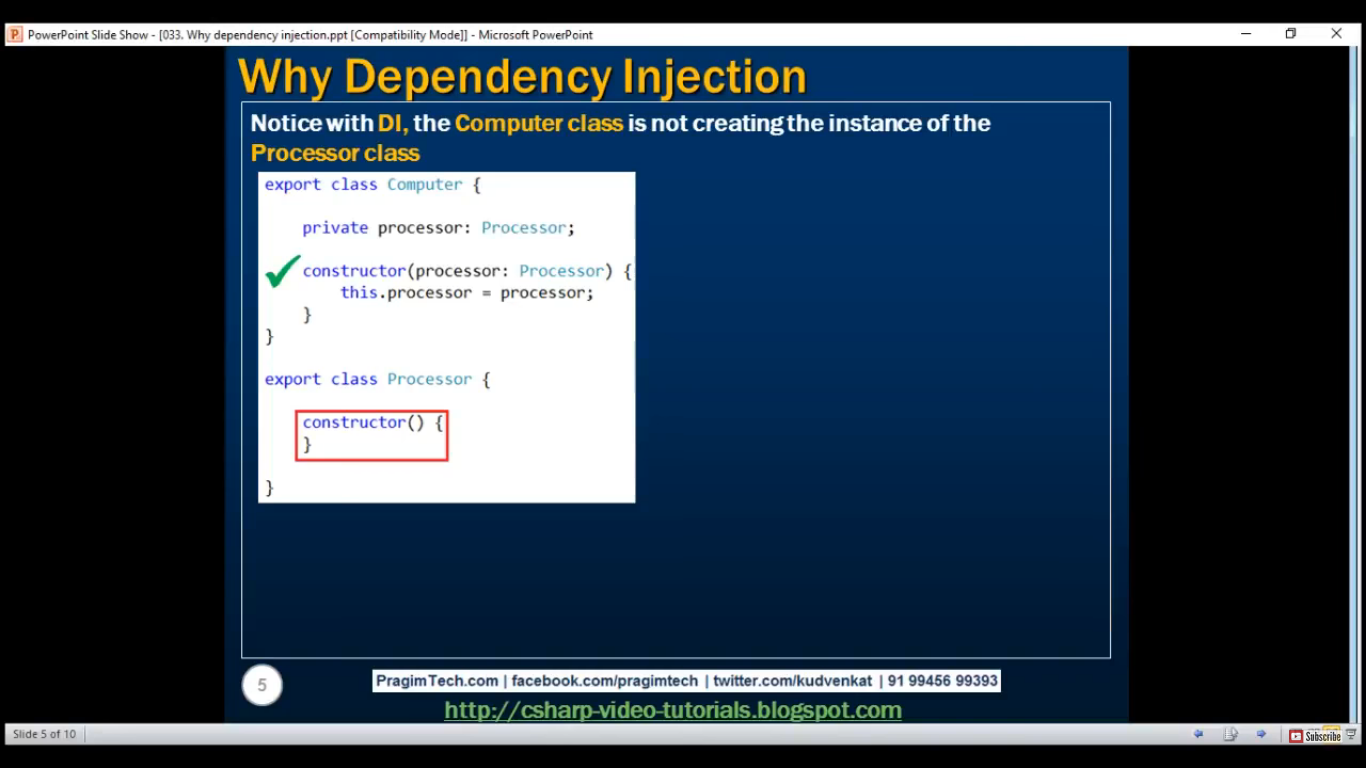 PowerPoint Slide Show - [033. Why dependency injection.ppt [Compatibility Mode]] - Microsoft PowerPoint
Why Dependency Injection
Notice with DI, the Computer class is not creating the instance of the
Processor class
export class Computer {
private processor: Processor;
constructor(processor: Processor) {
this.processor = processor;
}
}
export class Processor {
constructor() {
}
}
5
PragimTech.com | facebook.com/pragimtech | twitter.com/kudvenkat | 91 99456 99393
http://csharp-video-tutorials.blogspot.com
Slide 5 of 10
Subscribe